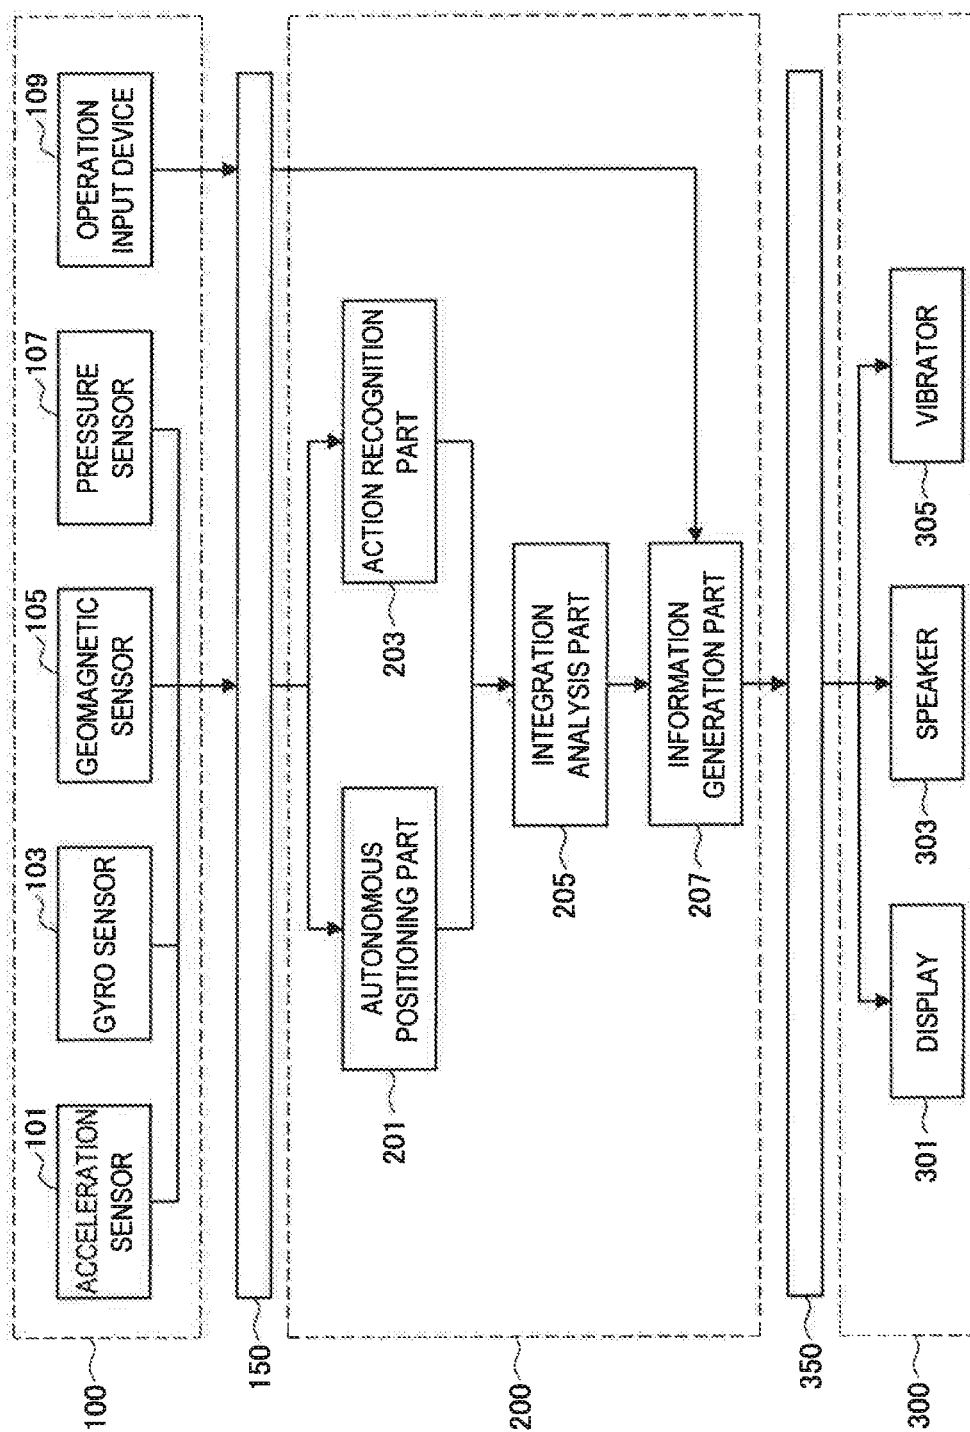 100
101
ACCELERATION
SENSOR
103
GYRO SENSOR
105
GEOMAGNETIC
SENSOR
107
PRESSURE
SENSOR
109
OPERATION
INPUT DEVICE
150
200
201
AUTONOMOUS
POSITIONING PART
203
ACTION RECOGNITION
PART
205
INTEGRATION
ANALYSIS PART
207
INFORMATION
GENERATION PART
350
300
301
DISPLAY
303
SPEAKER
305
VIBRATOR